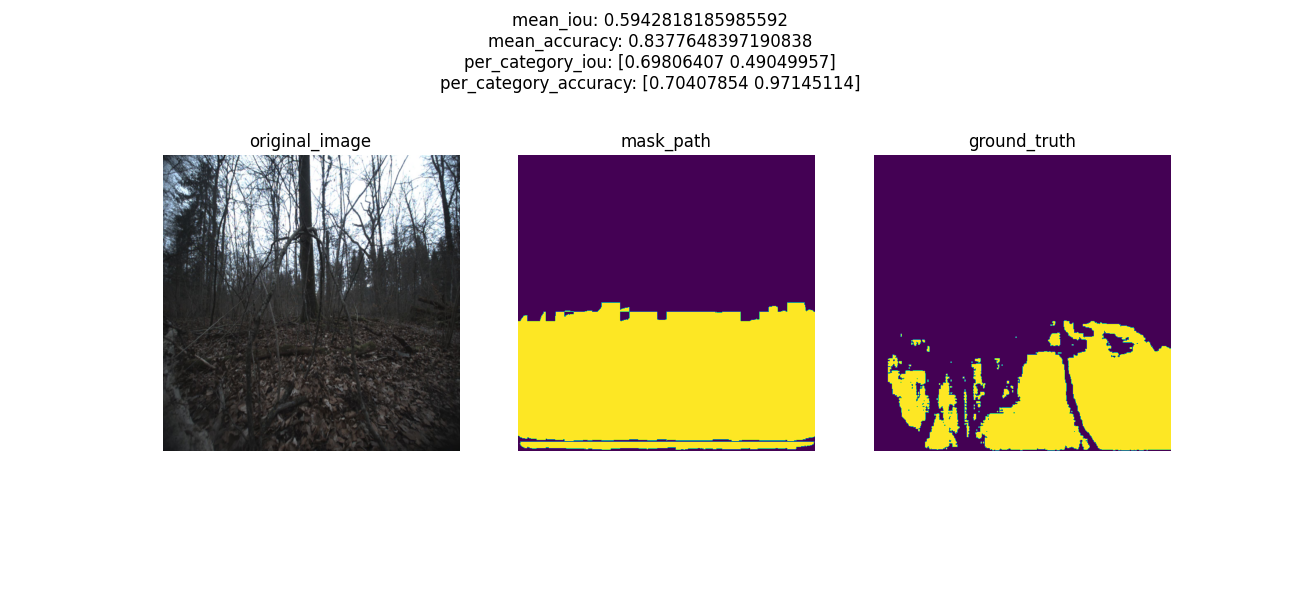 mean_iou: 0.5942818185985592
mean_accuracy: 0.8377648397190838
per_category_iou: [0.69806407 0.49049957]
per_category_accuracy: [0.70407854 0.97145114]
original_image
mask_path
ground_truth